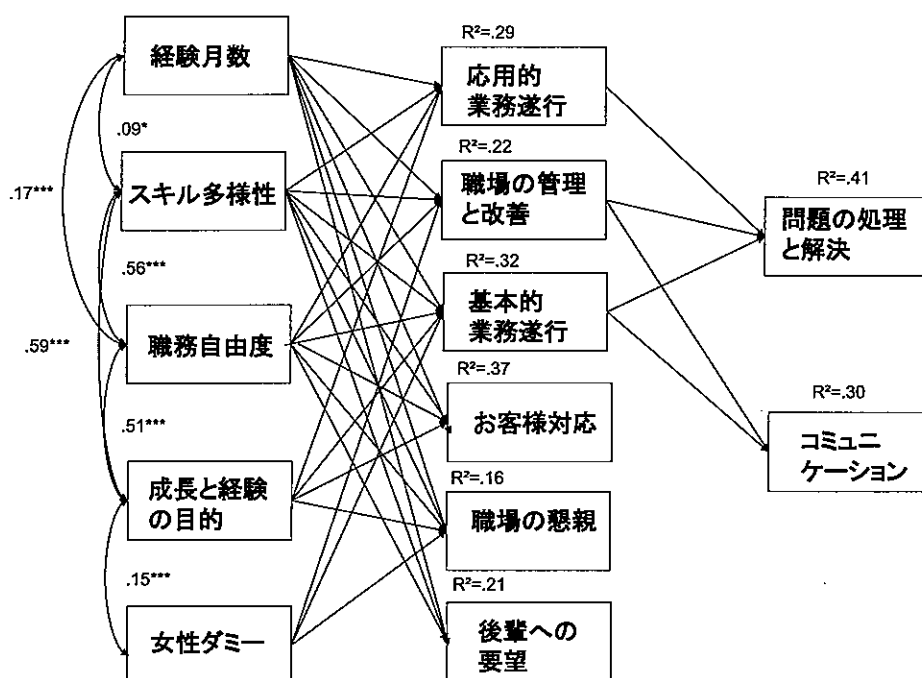 経験月数
.09*
スキル多様性
.17***
.56***
職務自由度
.59***
.51***
成長と経験
の目的
.15***
女性ダミー
R²=.29
応用的
業務遂行
R²=.22
職場の管理
と改善
R²=.32
基本的
業務遂行
R²=.37
お客様対応
R²=.16
職場の懇親
R²=.21
後輩への
要望
R²=.41
問題の処理
と解決
R²=.30
コミュニ
ケーション